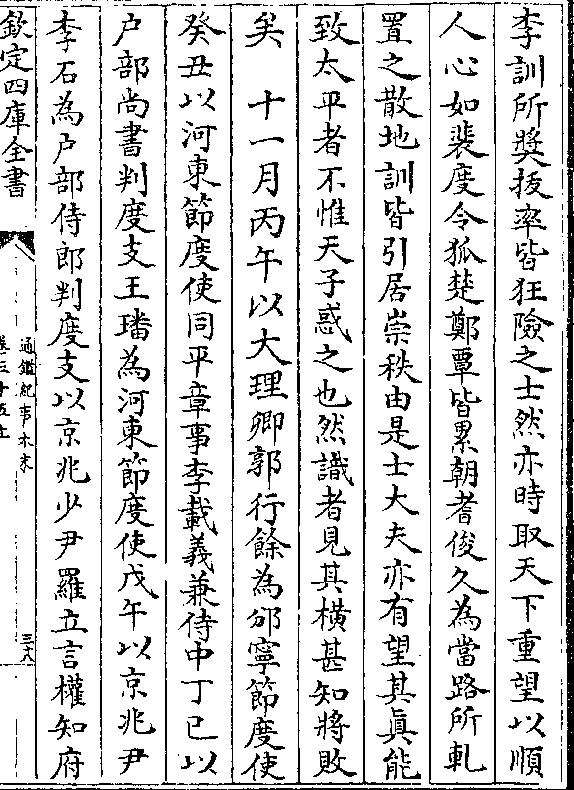 李訓所獎拔率皆狂險之士然亦時取天下重望以順
人心如裴度令狐楚鄭覃皆累朝耆俊久為當路所軋
置之散地訓皆引居崇秩由是士大夫亦有望其眞能
致太平者不惟天子惑之也然識者見其橫甚知將敗
矣　十一月丙午以大理卿郭行餘為邠寧節度使
癸丑以河東節度使同平章事李載義兼侍中丁巳以
户部尚書判度支王璠為河東節度使戊午以京兆尹
李石為户部侍郎判度支以京兆少尹羅立言權知府
欽定四庫全書
通鑑紀事本末
卷三十五上
三十八